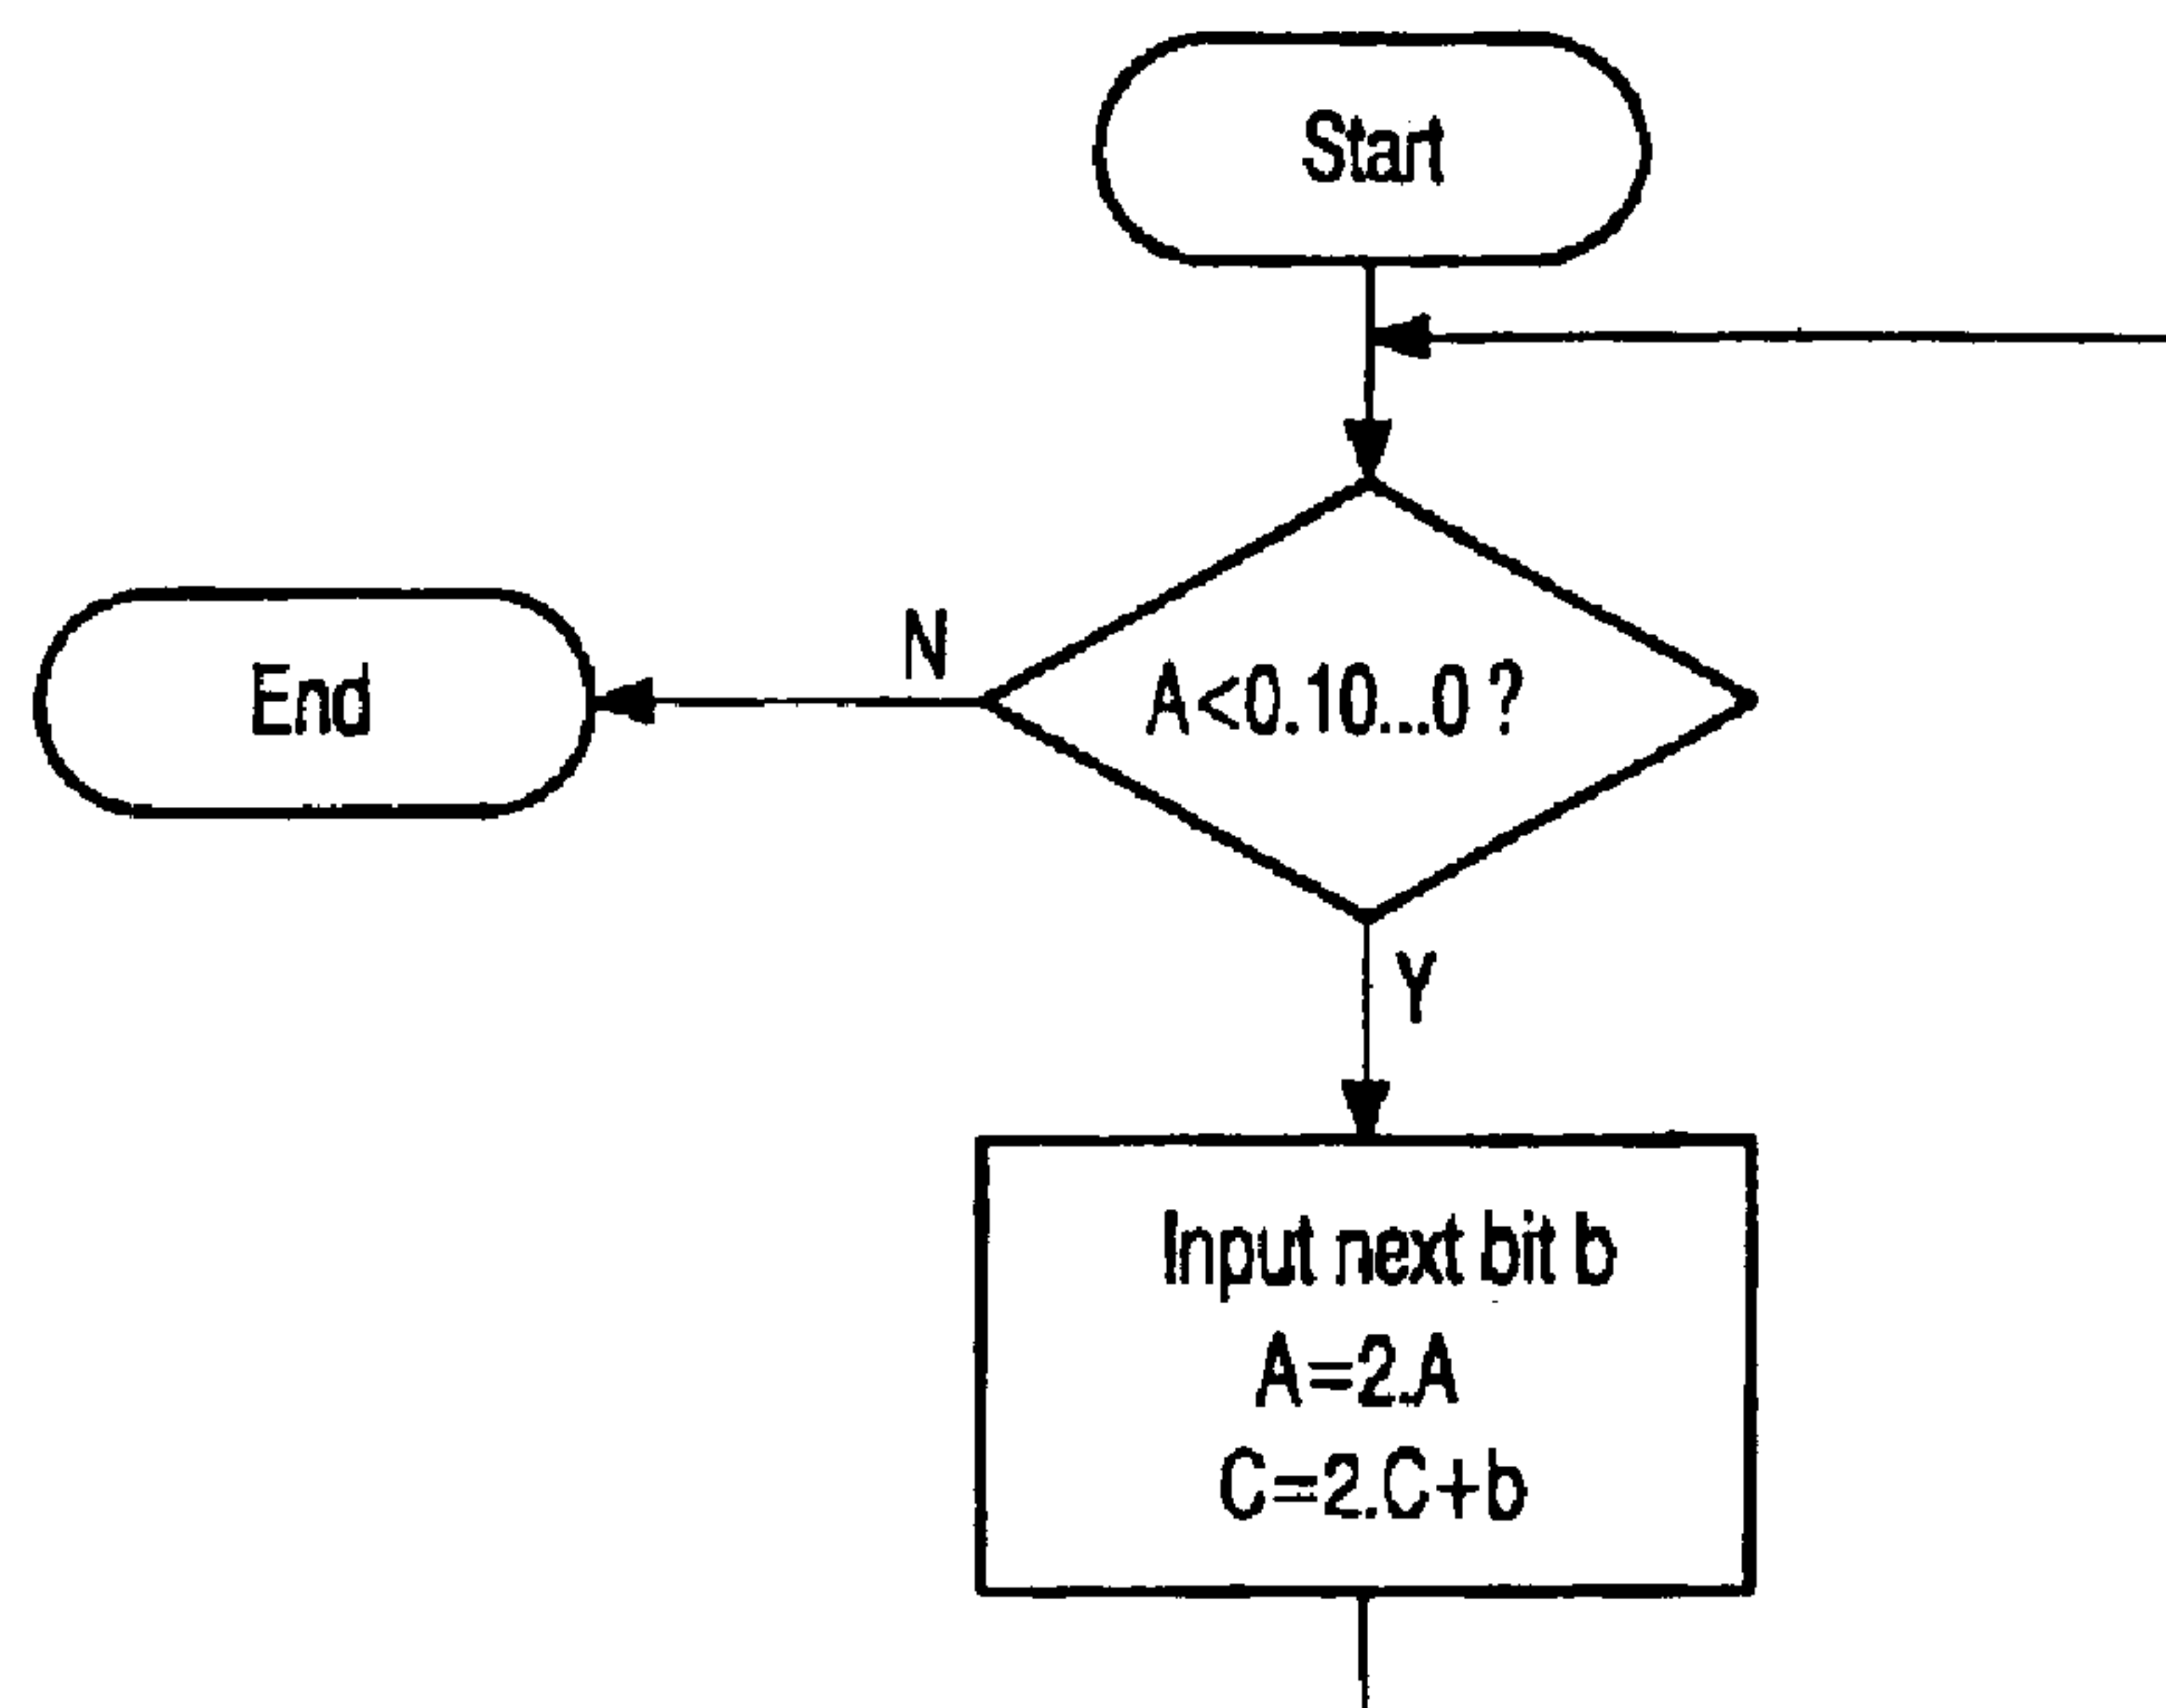 Start
N
End
A<0.10...0 ?
Y
Input next bit b
A=2.A
C=2.C+b